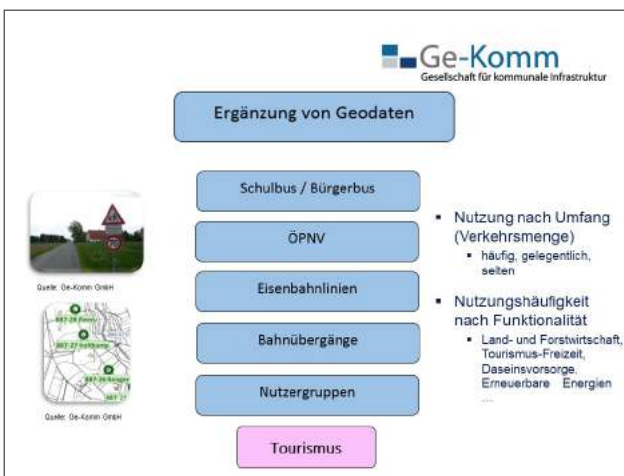 Ge-Komm
Gesellschaft für kommunale Infrastruktur
Ergänzung von Geodaten
Schulbus / Bürgerbus
ÖPNV
Eisenbahnlinien
Bahnübergänge
Nutzergruppen
Tourismus
Quelle: Ge-Komm GmbH
Quelle: Ge-Komm GmbH
▪ Nutzung nach Umfang
(Verkehrsmenge)
▪ häufig, gelegentlich,
selten
▪ Nutzungshäufigkeit
nach Funktionalität
▪ Land- und Forstwirtschaft,
Tourismus-Freizeit,
Daseinsvorsorge,
Erneuerbare Energien
...